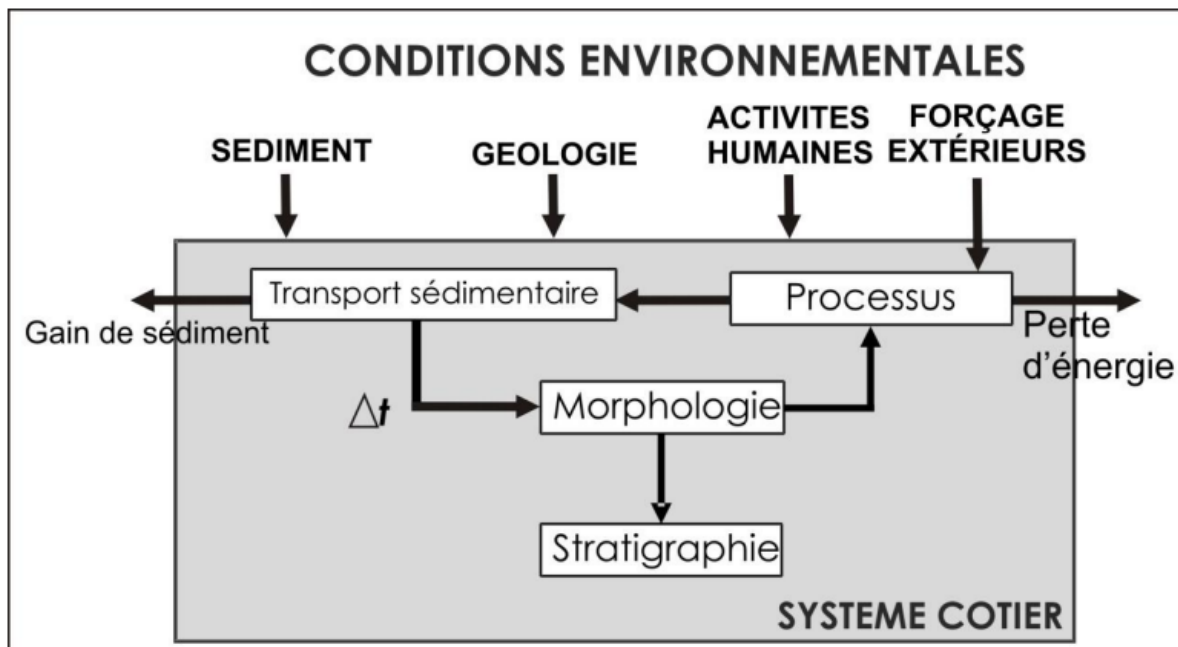 CONDITIONS ENVIRONNEMENTALES
SEDIMENT
GEOLOGIE
ACTIVITES
HUMAINES
FORÇAGE
EXTÉRIEURS
Transport sédimentaire
Processus
Gain de sédiment
Perte
d'énergie
Δt
Morphologie
Stratigraphie
SYSTEME COTIER